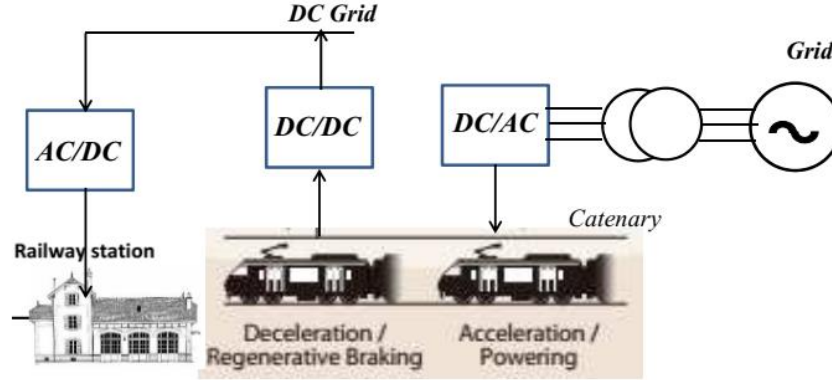 DC Grid
Grid
AC/DC
DC/DC
DC/AC
Catenary
Railway station
Deceleration /
Regenerative Braking
Acceleration /
Powering